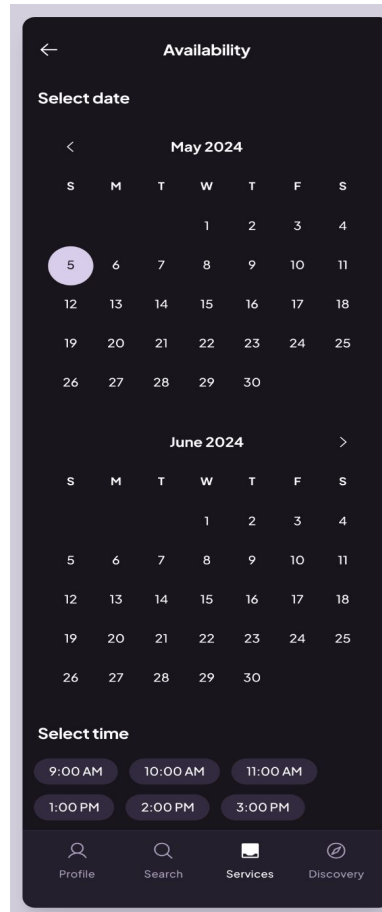 Availability
Select date
May 2024
S M T W T F S
1 2 3 4
5 6 7 8 9 10 11
12 13 14 15 16 17 18
19 20 21 22 23 24 25
26 27 28 29 30
June 2024
S M T W T F S
1 2 3 4
5 6 7 8 9 10 11
12 13 14 15 16 17 18
19 20 21 22 23 24 25
26 27 28 29 30
Select time
9:00 AM 10:00 AM 11:00 AM
1:00 PM 2:00 PM 3:00 PM
Profile Search Services Discovery